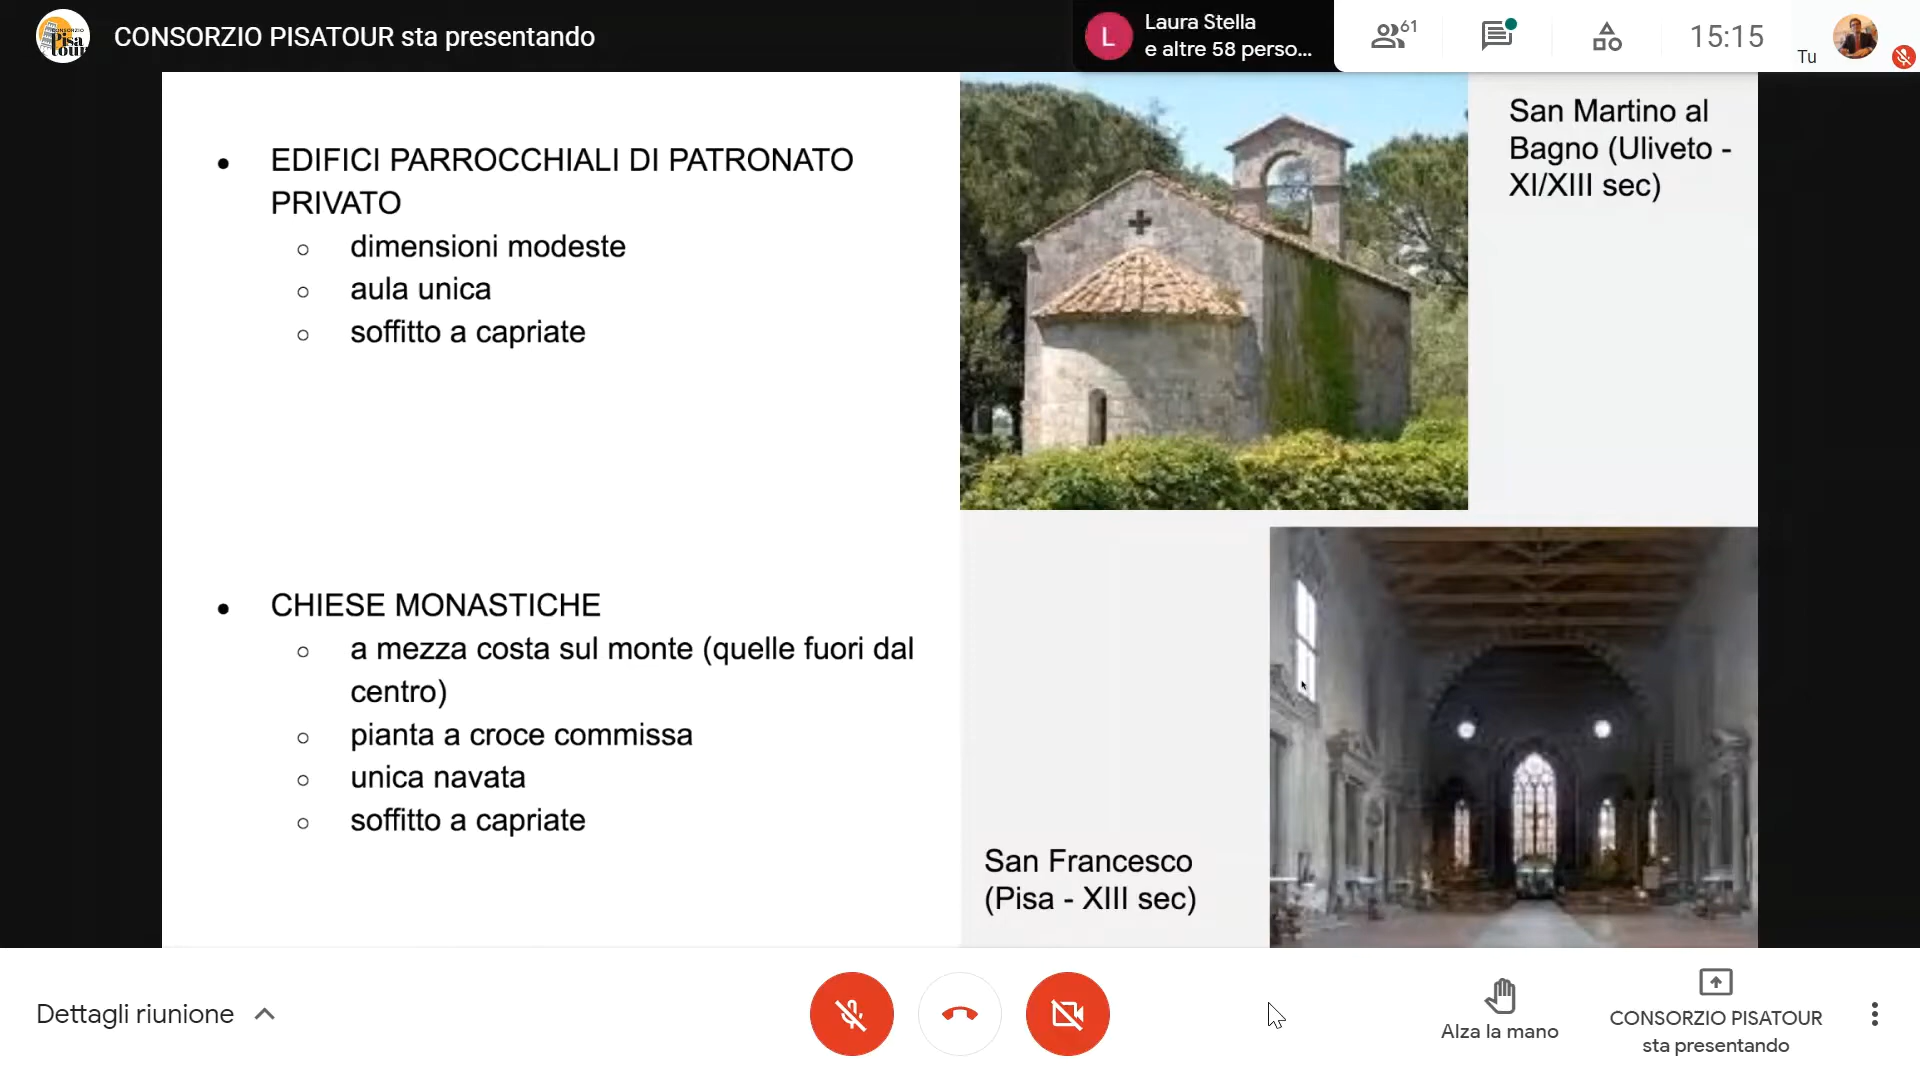 CONSORZIO PISATOUR sta presentando
L
Laura Stella
e altre 58 perso...
61
15:15
Tu
CONSORZIO
Pisa
tour
EDIFICI PARROCCHIALI DI PATRONATO
PRIVATO
dimensioni modeste
aula unica
soffitto a capriate
San Martino al
Bagno (Uliveto -
XI/XIII sec)
CHIESE MONASTICHE
a mezza costa sul monte (quelle fuori dal
centro)
pianta a croce commissa
unica navata
soffitto a capriate
San Francesco
(Pisa - XIII sec)
Dettagli riunione
Alza la mano
CONSORZIO PISATOUR
sta presentando